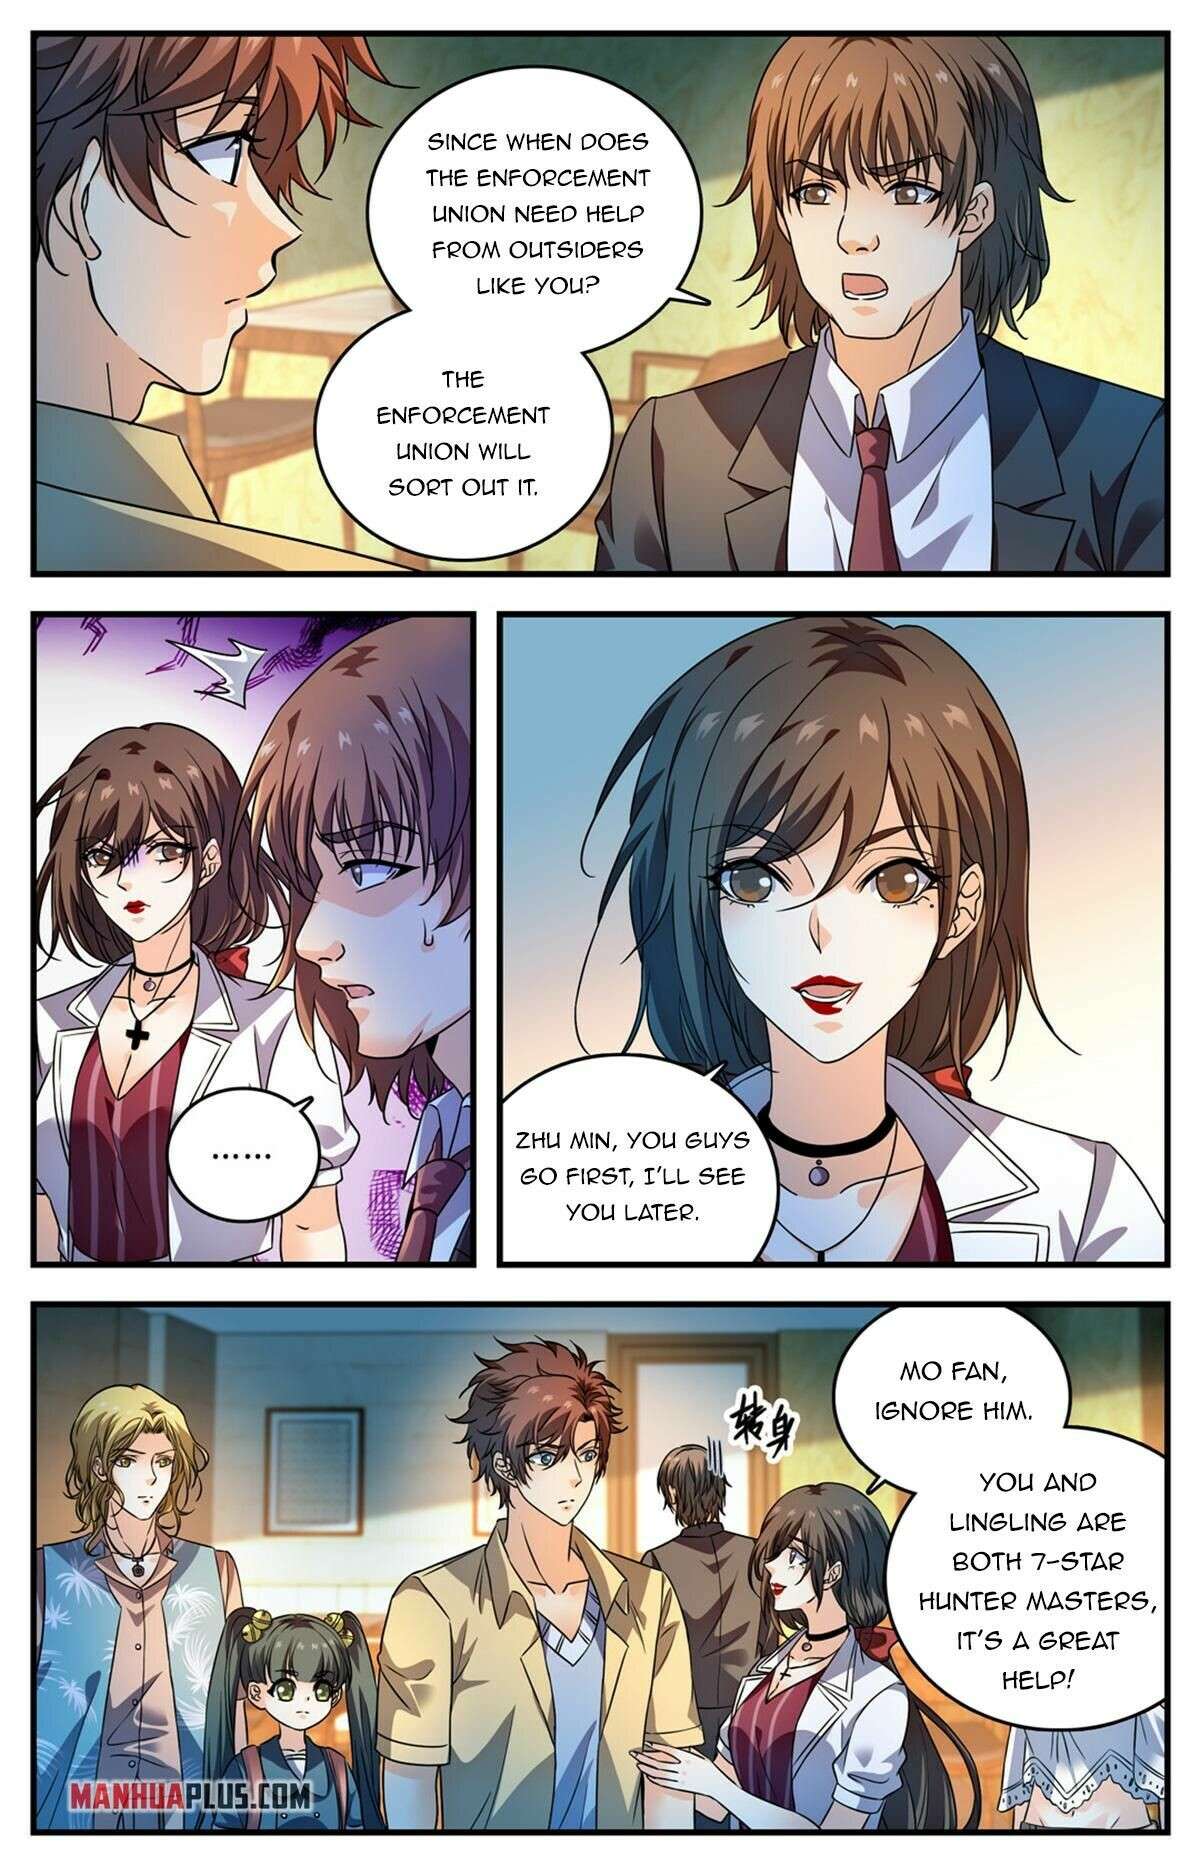 SINCE WHEN DOES
THE ENFORCEMENT
UNION NEED HELP
FROM OUTSIDERS
LIKE YOU?
THE
ENFORCEMENT
UNION WILL
SORT OUT IT.
......
ZHU MIN, YOU GUYS
GO FIRST, I'LL SEE
YOU LATER.
MO FAN,
IGNORE HIM.
转身
YOU AND
LINGLING ARE
BOTH 7-STAR
HUNTER MASTERS,
IT'S A GREAT
HELP!
MANHUAPLUS.COM